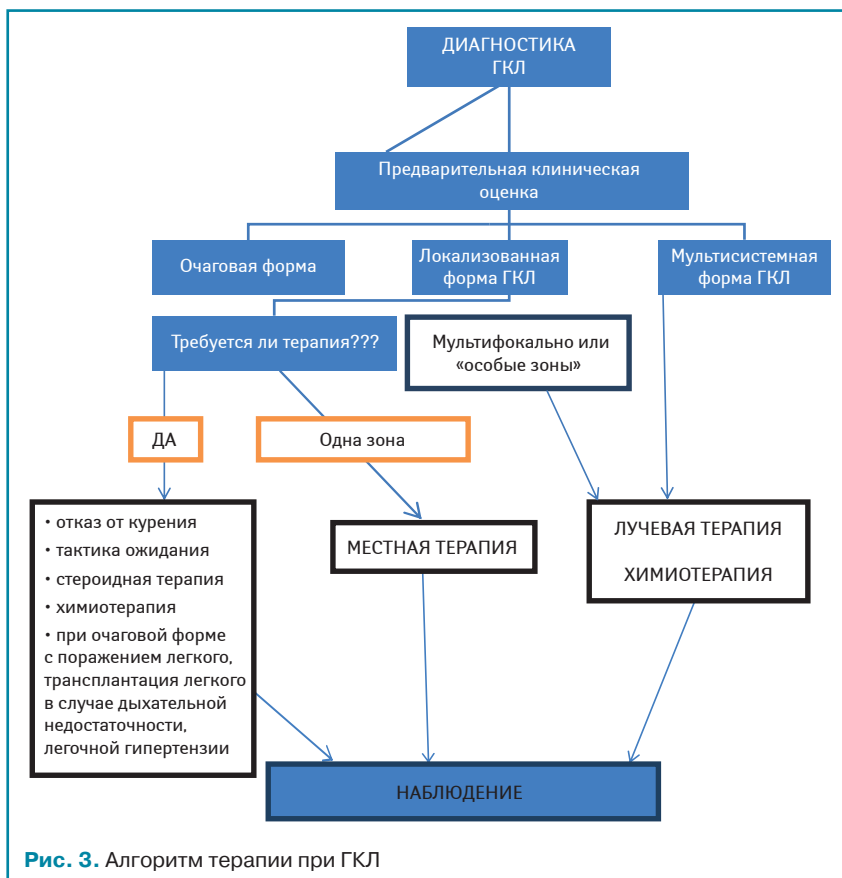 ДИАГНОСТИКА
ГКЛ
Предварительная клиническая
оценка
Очаговая форма
Локализованная
форма ГКЛ
Мультисистемная
форма ГКЛ
Требуется ли терапия???
Мультифокально или
«особые зоны»
ДА
Одна зона
• отказ от курения
• тактика ожидания
• стероидная терапия
• химиотерапия
• при очаговой форме
с поражением легкого,
трансплантация легкого
в случае дыхательной
недостаточности,
легочной гипертензии
МЕСТНАЯ ТЕРАПИЯ
ЛУЧЕВАЯ ТЕРАПИЯ
ХИМИОТЕРАПИЯ
НАБЛЮДЕНИЕ
Рис. 3. Алгоритм терапии при ГКЛ